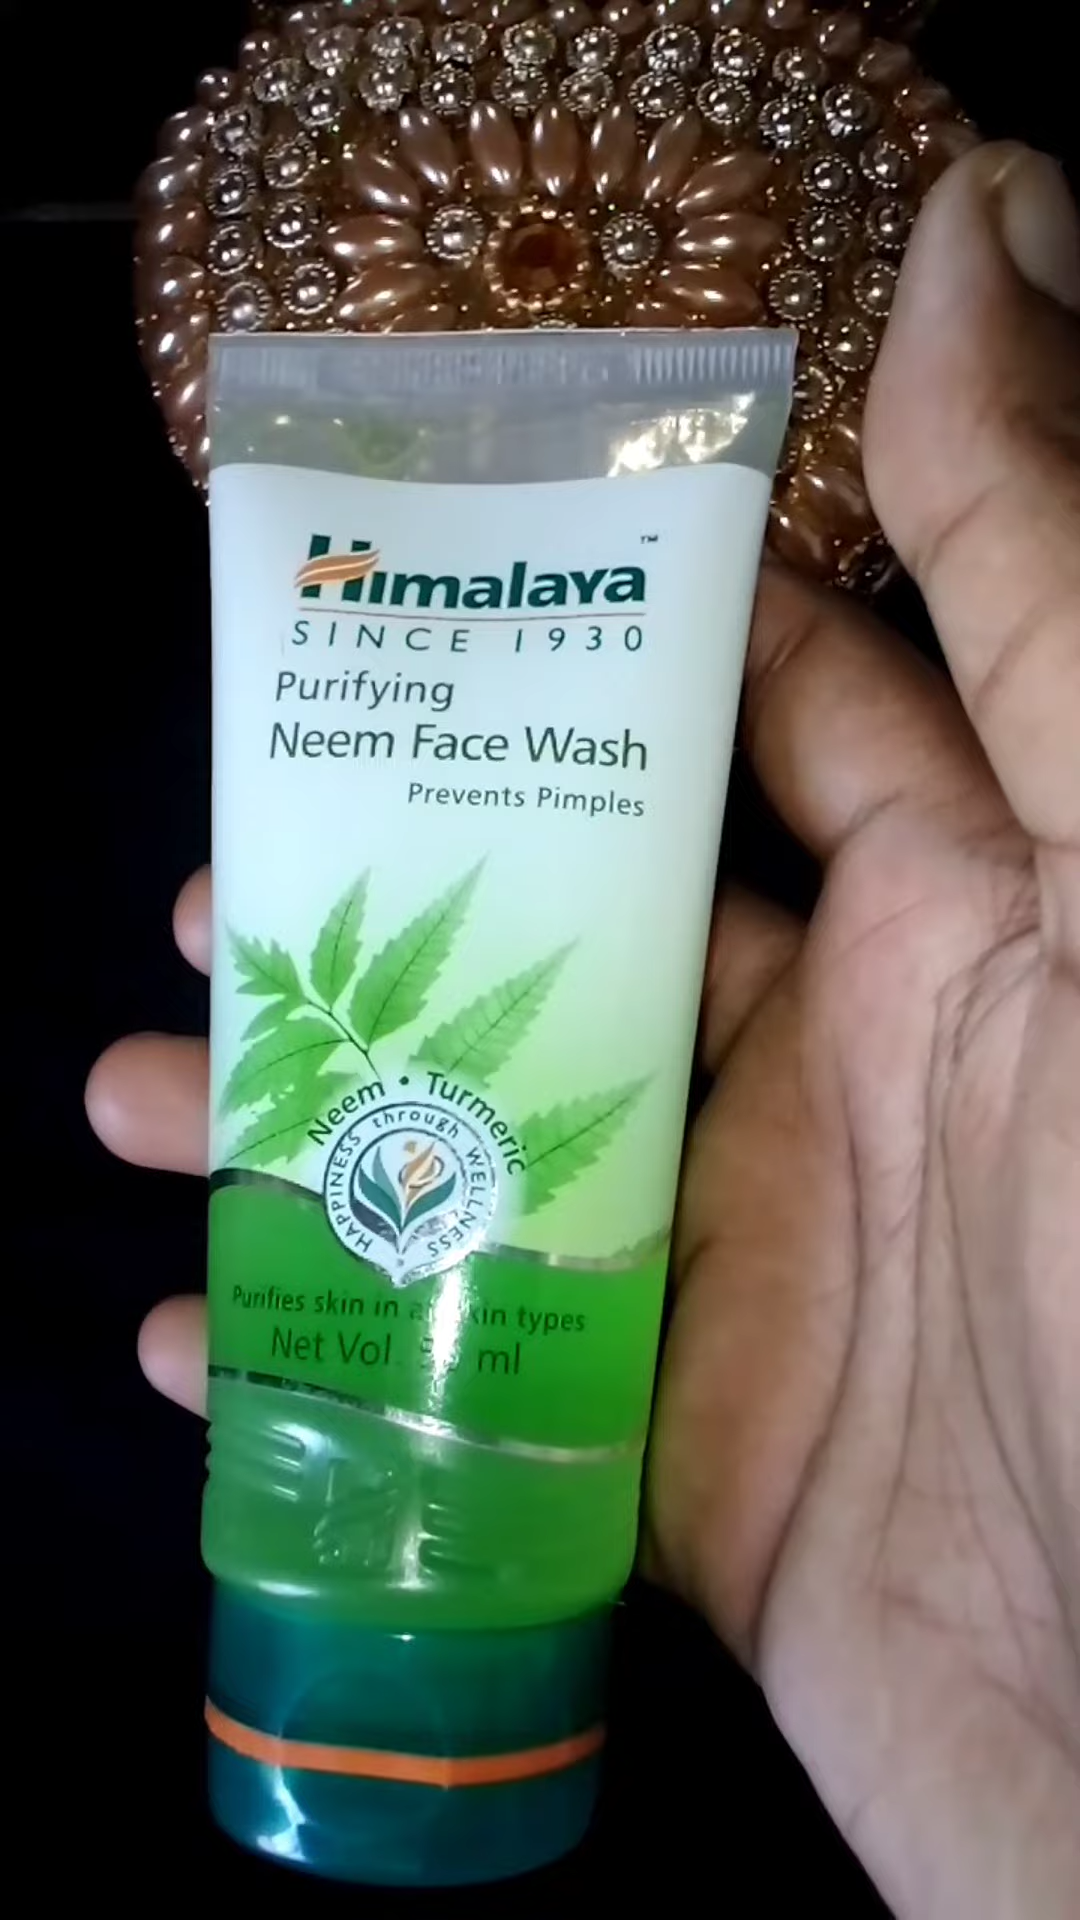 Himalaya™
SINCE 1930
Purifying
Neem Face Wash
Prevents Pimples
Neem • Turmeric
HAPPINESS through WELLNESS
Purifies skin in all skin types
Net Vol. ml